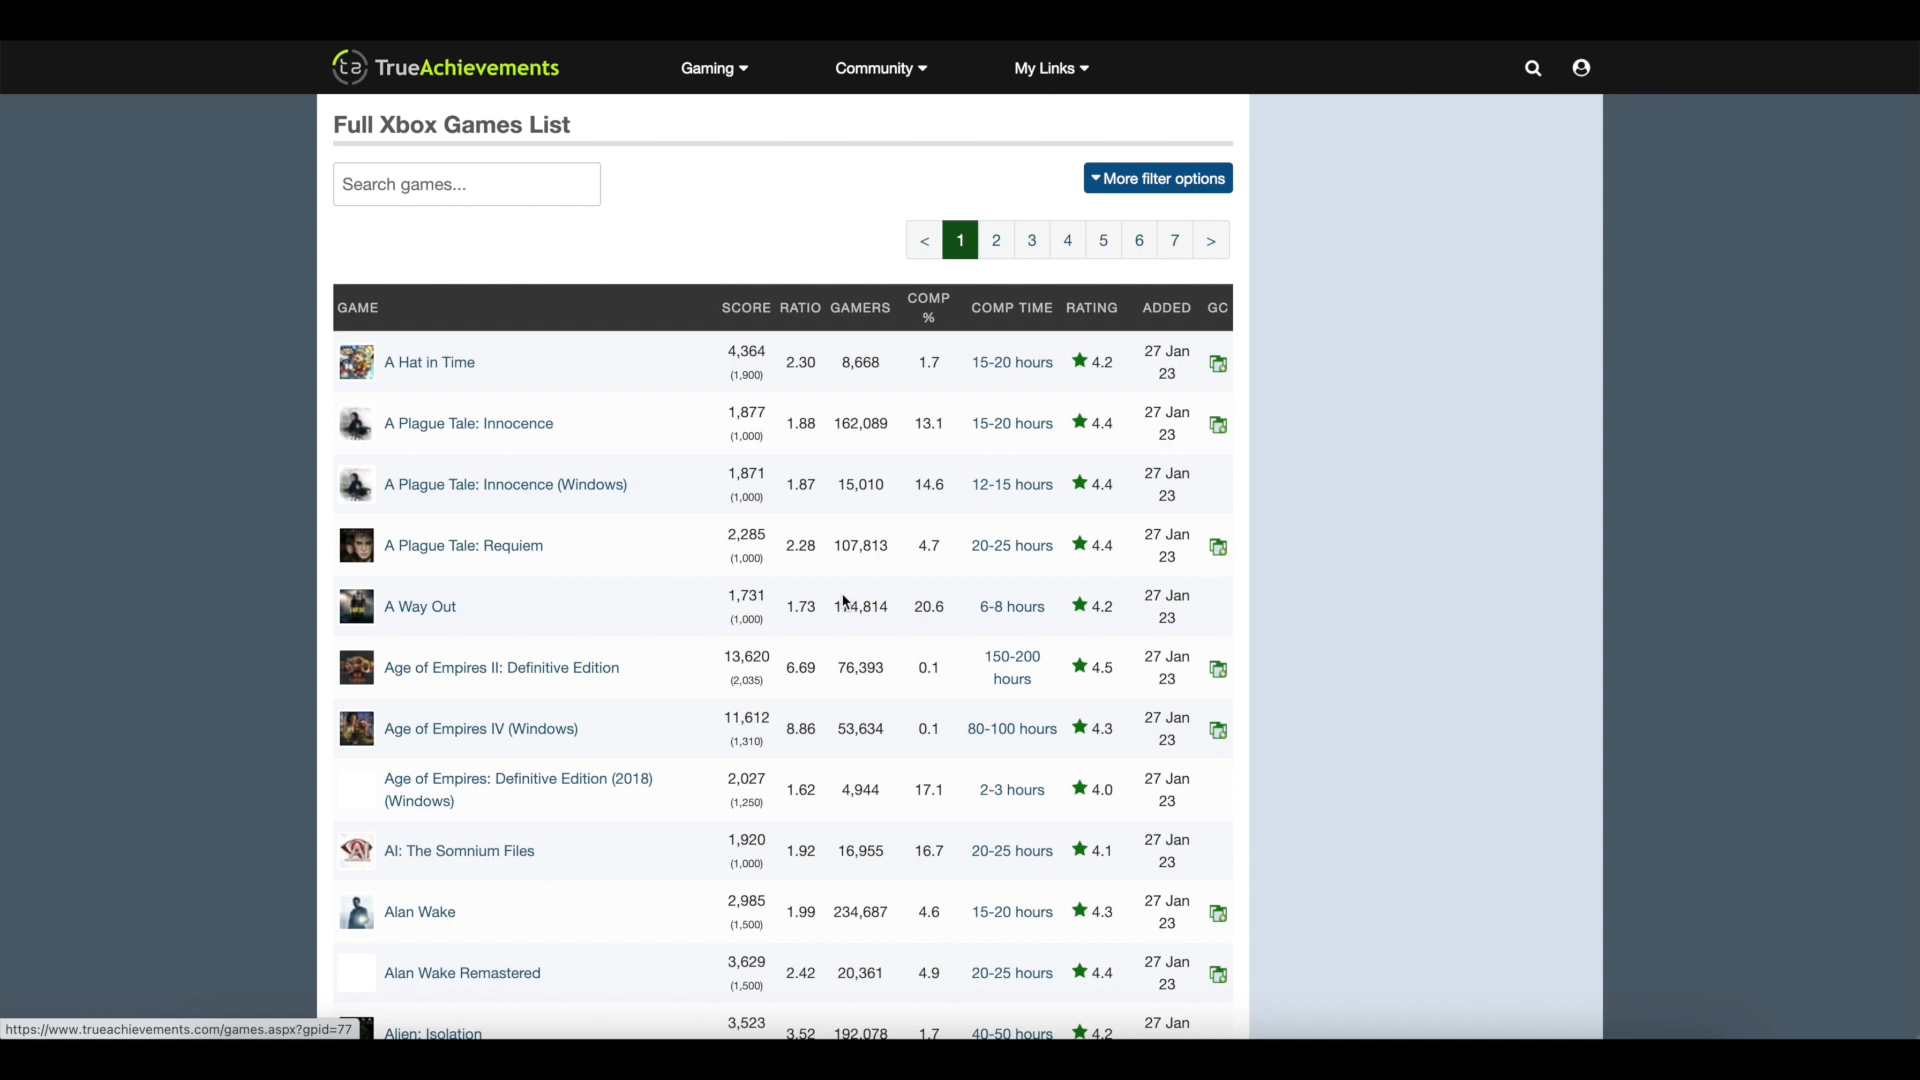 TrueAchievements Gaming Community My Links
Full Xbox Games List
Search games...
More filter options
< 1 2 3 4 5 6 7 >
GAME SCORE RATIO GAMERS COMP % COMP TIME RATING ADDED GC
A Hat in Time 4,364 (1,900) 2.30 8,668 1.7 15-20 hours 4.2 27 Jan 23
A Plague Tale: Innocence 1,877 (1,000) 1.88 162,089 13.1 15-20 hours 4.4 27 Jan 23
A Plague Tale: Innocence (Windows) 1,871 (1,000) 1.87 15,010 14.6 12-15 hours 4.4 27 Jan 23
A Plague Tale: Requiem 2,285 (1,000) 2.28 107,813 4.7 20-25 hours 4.4 27 Jan 23
A Way Out 1,731 (1,000) 1.73 20.6 6-8 hours 4.2 27 Jan 23
Age of Empires II: Definitive Edition 13,620 (2,035) 6.69 76,393 0.1 150-200 hours 4.5 27 Jan 23
Age of Empires IV (Windows) 11,612 (1,310) 8.86 53,634 0.1 80-100 hours 4.3 27 Jan 23
Age of Empires: Definitive Edition (2018) (Windows) 2,027 (1,250) 1.62 4,944 17.1 2-3 hours 4.0 27 Jan 23
AI: The Somnium Files 1,920 (1,000) 1.92 16,955 16.7 20-25 hours 4.1 27 Jan 23
Alan Wake 2,985 (1,500) 1.99 234,687 4.6 15-20 hours 4.3 27 Jan 23
Alan Wake Remastered 3,629 (1,500) 2.42 20,361 4.9 20-25 hours 4.4 27 Jan 23
Alien: Isolation 3,523 3.52 192,078 1.7 40-50 hours 4.2 27 Jan
https://www.trueachievements.com/games.aspx?gpid=77